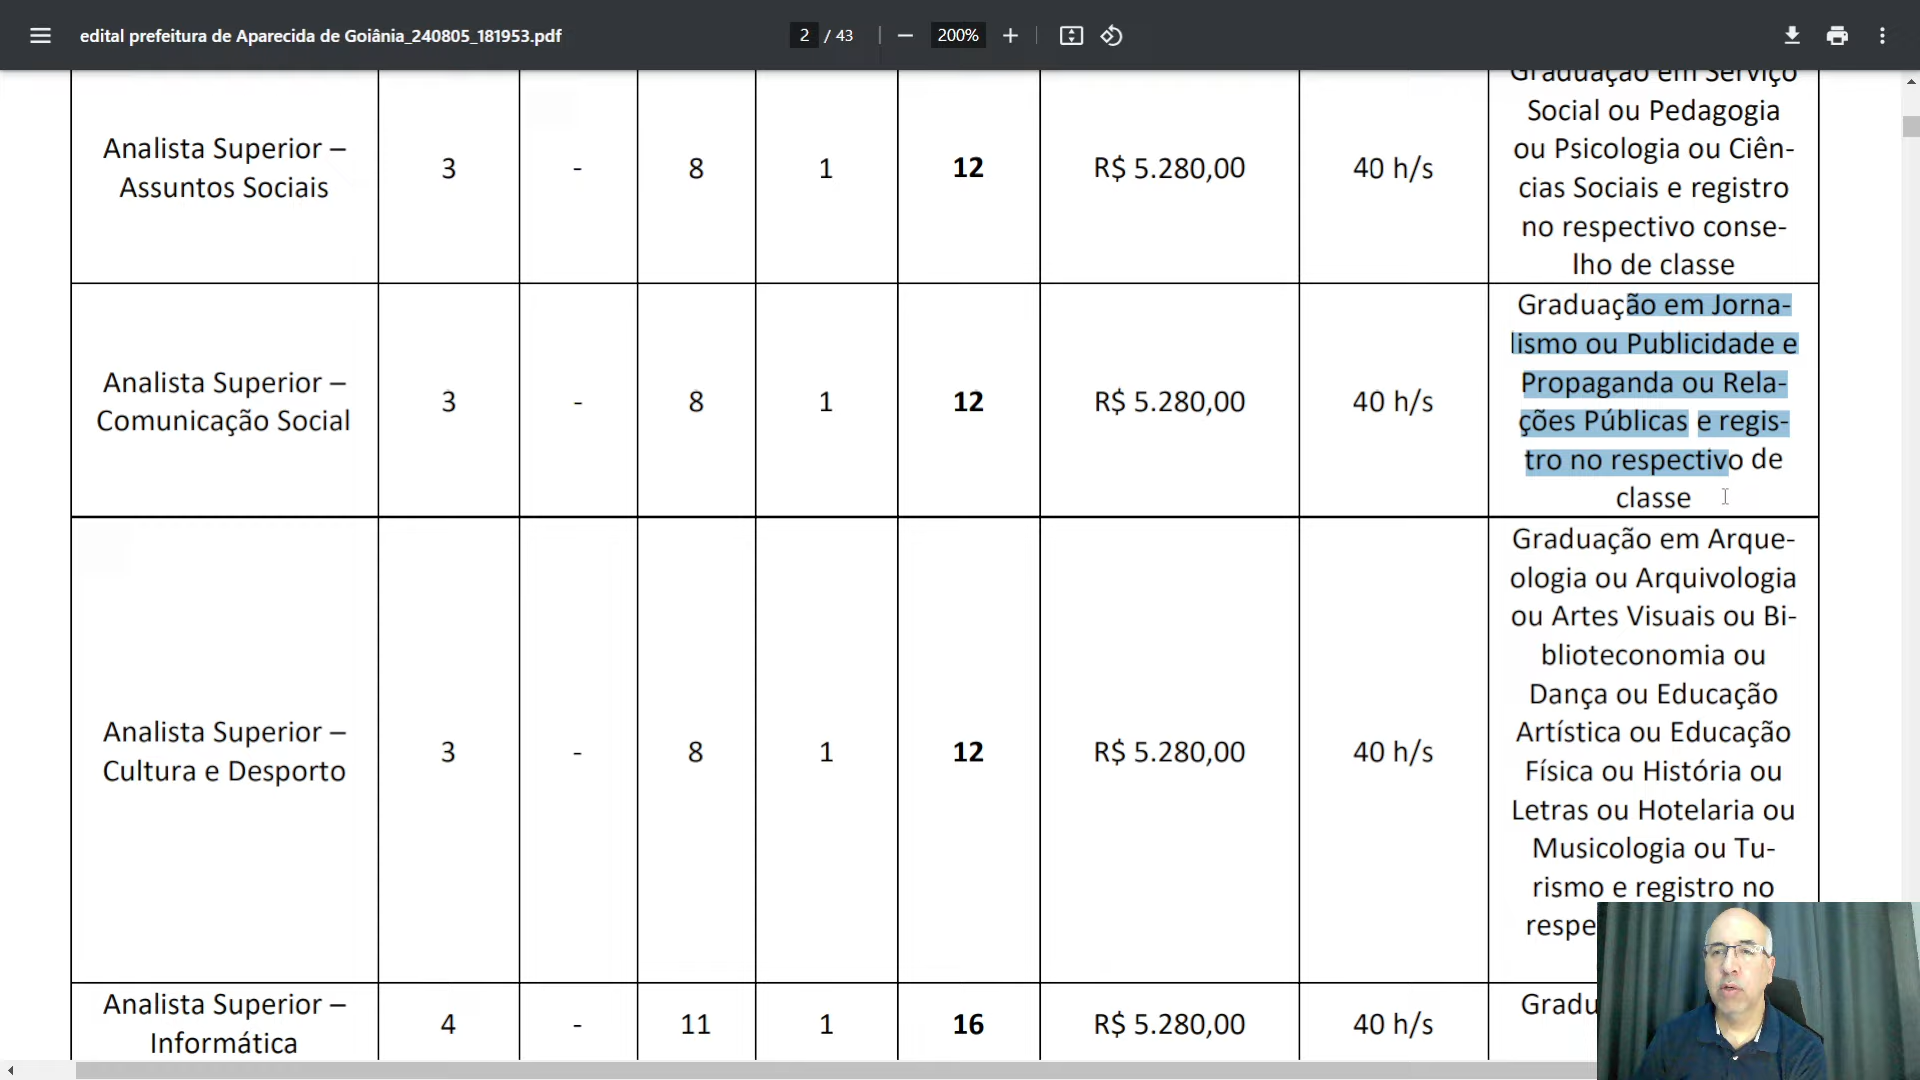 edital prefeitura de Aparecida de Goiânia_240805_181953.pdf
2 / 43
200%
Graduação em Serviço
Social ou Pedagogia
ou Psicologia ou Ciên-
cias Sociais e registro
no respectivo conse-
lho de classe
Analista Superior –
Assuntos Sociais
3
-
8
1
12
R$ 5.280,00
40 h/s
Analista Superior –
Comunicação Social
3
-
8
1
12
R$ 5.280,00
40 h/s
Graduação em Jorna-
lismo ou Publicidade e
Propaganda ou Rela-
ções Públicas e regis-
tro no respectivo de
classe
Analista Superior –
Cultura e Desporto
3
-
8
1
12
R$ 5.280,00
40 h/s
Graduação em Arque-
ologia ou Arquivologia
ou Artes Visuais ou Bi-
blioteconomia ou
Dança ou Educação
Artística ou Educação
Física ou História ou
Letras ou Hotelaria ou
Musicologia ou Tu-
rismo e registro no
respe
Analista Superior –
Informática
4
-
11
1
16
R$ 5.280,00
40 h/s
Gradu